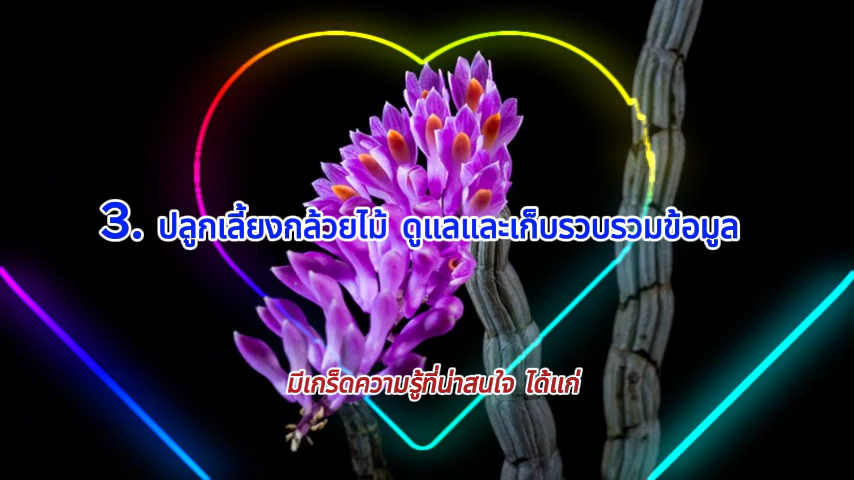 3. ปลูกเลี้ยงกล้วยไม้ ดูแลและเก็บรวบรวมข้อมูล
มีเกร็ดความรู้ที่น่าสนใจ ได้แก่